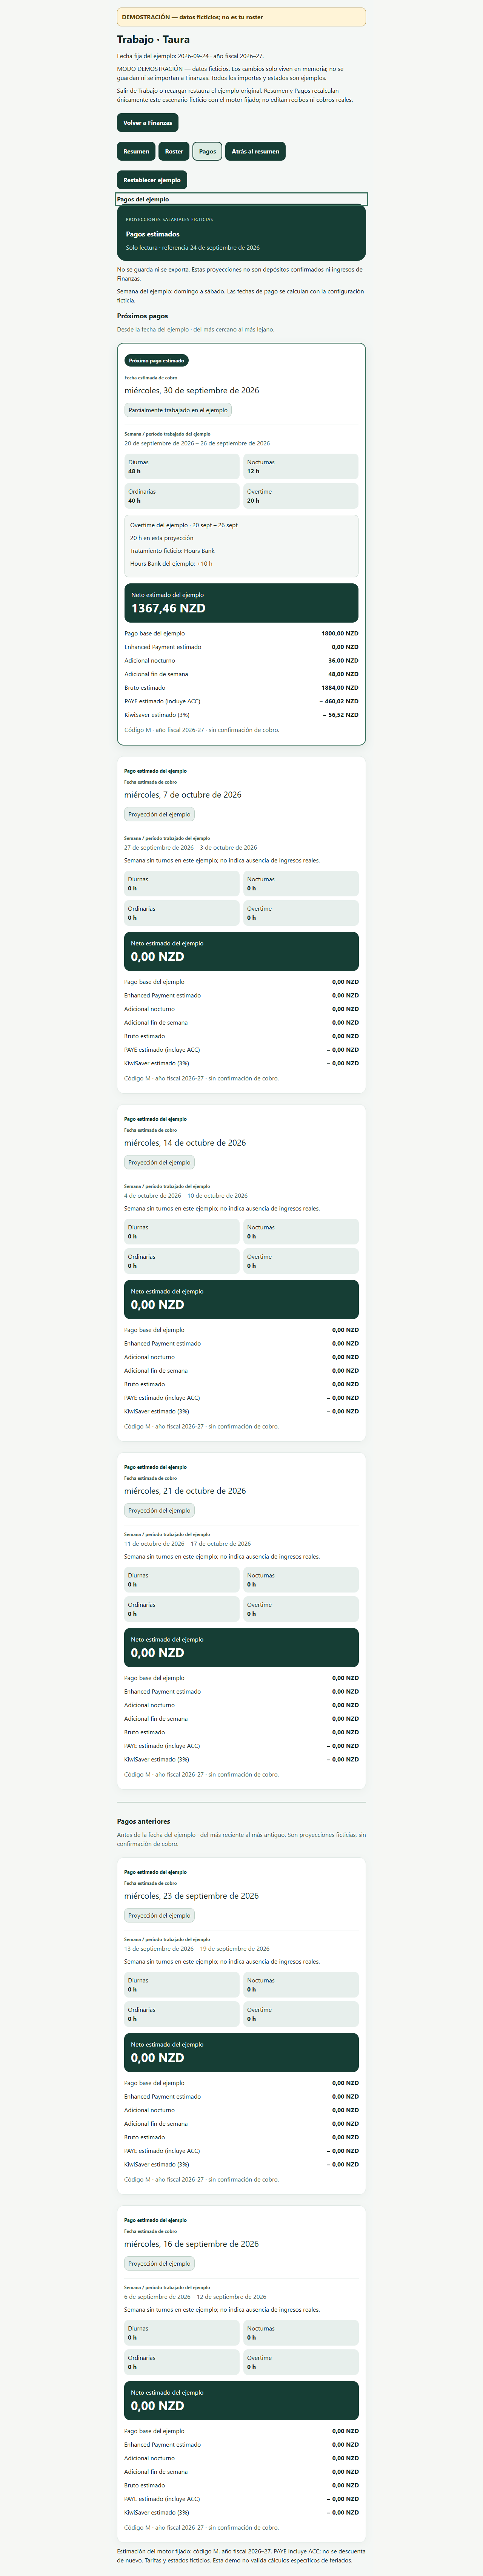 DEMOSTRACIÓN — datos ficticios; no es tu roster
Trabajo · Taura
Fecha fija del ejemplo: 2026-09-24 · año fiscal 2026–27.
MODO DEMOSTRACIÓN — datos ficticios. Los cambios solo viven en memoria; no se
guardan ni se importan a Finanzas. Todos los importes y estados son ejemplos.
Salir de Trabajo o recargar restaura el ejemplo original. Resumen y Pagos recalculan
únicamente este escenario ficticio con el motor fijado; no editan recibos ni cobros reales.
Volver a Finanzas
Resumen
Roster
Pagos
Atrás al resumen
Restablecer ejemplo
Pagos del ejemplo
PROYECCIONES SALARIALES FICTICIAS
Pagos estimados
Solo lectura · referencia 24 de septiembre de 2026
No se guarda ni se exporta. Estas proyecciones no son depósitos confirmados ni ingresos de
Finanzas.
Semana del ejemplo: domingo a sábado. Las fechas de pago se calculan con la configuración
ficticia.
Próximos pagos
Desde la fecha del ejemplo · del más cercano al más lejano.
Próximo pago estimado
Fecha estimada de cobro
miércoles, 30 de septiembre de 2026
Parcialmente trabajado en el ejemplo
Semana / periodo trabajado del ejemplo
20 de septiembre de 2026 – 26 de septiembre de 2026
Diurnas
48 h
Nocturnas
12 h
Ordinarias
40 h
Overtime
20 h
Overtime del ejemplo · 20 sept – 26 sept
20 h en esta proyección
Tratamiento ficticio: Hours Bank
Hours Bank del ejemplo: +10 h
Neto estimado del ejemplo
1367,46 NZD
Pago base del ejemplo 1800,00 NZD
Enhanced Payment estimado 0,00 NZD
Adicional nocturno 36,00 NZD
Adicional fin de semana 48,00 NZD
Bruto estimado 1884,00 NZD
PAYE estimado (incluye ACC) − 460,02 NZD
KiwiSaver estimado (3%) − 56,52 NZD
Código M · año fiscal 2026-27 · sin confirmación de cobro.
Pago estimado del ejemplo
Fecha estimada de cobro
miércoles, 7 de octubre de 2026
Proyección del ejemplo
Semana / periodo trabajado del ejemplo
27 de septiembre de 2026 – 3 de octubre de 2026
Semana sin turnos en este ejemplo; no indica ausencia de ingresos reales.
Diurnas
0 h
Nocturnas
0 h
Ordinarias
0 h
Overtime
0 h
Neto estimado del ejemplo
0,00 NZD
Pago base del ejemplo 0,00 NZD
Enhanced Payment estimado 0,00 NZD
Adicional nocturno 0,00 NZD
Adicional fin de semana 0,00 NZD
Bruto estimado 0,00 NZD
PAYE estimado (incluye ACC) − 0,00 NZD
KiwiSaver estimado (3%) − 0,00 NZD
Código M · año fiscal 2026-27 · sin confirmación de cobro.
Pago estimado del ejemplo
Fecha estimada de cobro
miércoles, 14 de octubre de 2026
Proyección del ejemplo
Semana / periodo trabajado del ejemplo
4 de octubre de 2026 – 10 de octubre de 2026
Semana sin turnos en este ejemplo; no indica ausencia de ingresos reales.
Diurnas
0 h
Nocturnas
0 h
Ordinarias
0 h
Overtime
0 h
Neto estimado del ejemplo
0,00 NZD
Pago base del ejemplo 0,00 NZD
Enhanced Payment estimado 0,00 NZD
Adicional nocturno 0,00 NZD
Adicional fin de semana 0,00 NZD
Bruto estimado 0,00 NZD
PAYE estimado (incluye ACC) − 0,00 NZD
KiwiSaver estimado (3%) − 0,00 NZD
Código M · año fiscal 2026-27 · sin confirmación de cobro.
Pago estimado del ejemplo
Fecha estimada de cobro
miércoles, 21 de octubre de 2026
Proyección del ejemplo
Semana / periodo trabajado del ejemplo
11 de octubre de 2026 – 17 de octubre de 2026
Semana sin turnos en este ejemplo; no indica ausencia de ingresos reales.
Diurnas
0 h
Nocturnas
0 h
Ordinarias
0 h
Overtime
0 h
Neto estimado del ejemplo
0,00 NZD
Pago base del ejemplo 0,00 NZD
Enhanced Payment estimado 0,00 NZD
Adicional nocturno 0,00 NZD
Adicional fin de semana 0,00 NZD
Bruto estimado 0,00 NZD
PAYE estimado (incluye ACC) − 0,00 NZD
KiwiSaver estimado (3%) − 0,00 NZD
Código M · año fiscal 2026-27 · sin confirmación de cobro.
Pagos anteriores
Antes de la fecha del ejemplo · del más reciente al más antiguo. Son proyecciones ficticias, sin
confirmación de cobro.
Pago estimado del ejemplo
Fecha estimada de cobro
miércoles, 23 de septiembre de 2026
Proyección del ejemplo
Semana / periodo trabajado del ejemplo
13 de septiembre de 2026 – 19 de septiembre de 2026
Semana sin turnos en este ejemplo; no indica ausencia de ingresos reales.
Diurnas
0 h
Nocturnas
0 h
Ordinarias
0 h
Overtime
0 h
Neto estimado del ejemplo
0,00 NZD
Pago base del ejemplo 0,00 NZD
Enhanced Payment estimado 0,00 NZD
Adicional nocturno 0,00 NZD
Adicional fin de semana 0,00 NZD
Bruto estimado 0,00 NZD
PAYE estimado (incluye ACC) − 0,00 NZD
KiwiSaver estimado (3%) − 0,00 NZD
Código M · año fiscal 2026-27 · sin confirmación de cobro.
Pago estimado del ejemplo
Fecha estimada de cobro
miércoles, 16 de septiembre de 2026
Proyección del ejemplo
Semana / periodo trabajado del ejemplo
6 de septiembre de 2026 – 12 de septiembre de 2026
Semana sin turnos en este ejemplo; no indica ausencia de ingresos reales.
Diurnas
0 h
Nocturnas
0 h
Ordinarias
0 h
Overtime
0 h
Neto estimado del ejemplo
0,00 NZD
Pago base del ejemplo 0,00 NZD
Enhanced Payment estimado 0,00 NZD
Adicional nocturno 0,00 NZD
Adicional fin de semana 0,00 NZD
Bruto estimado 0,00 NZD
PAYE estimado (incluye ACC) − 0,00 NZD
KiwiSaver estimado (3%) − 0,00 NZD
Código M · año fiscal 2026-27 · sin confirmación de cobro.
Estimación del motor fijado: código M, año fiscal 2026–27. PAYE incluye ACC; no se descuenta
de nuevo. Tarifas y estados ficticios. Esta demo no valida cálculos específicos de feriados.